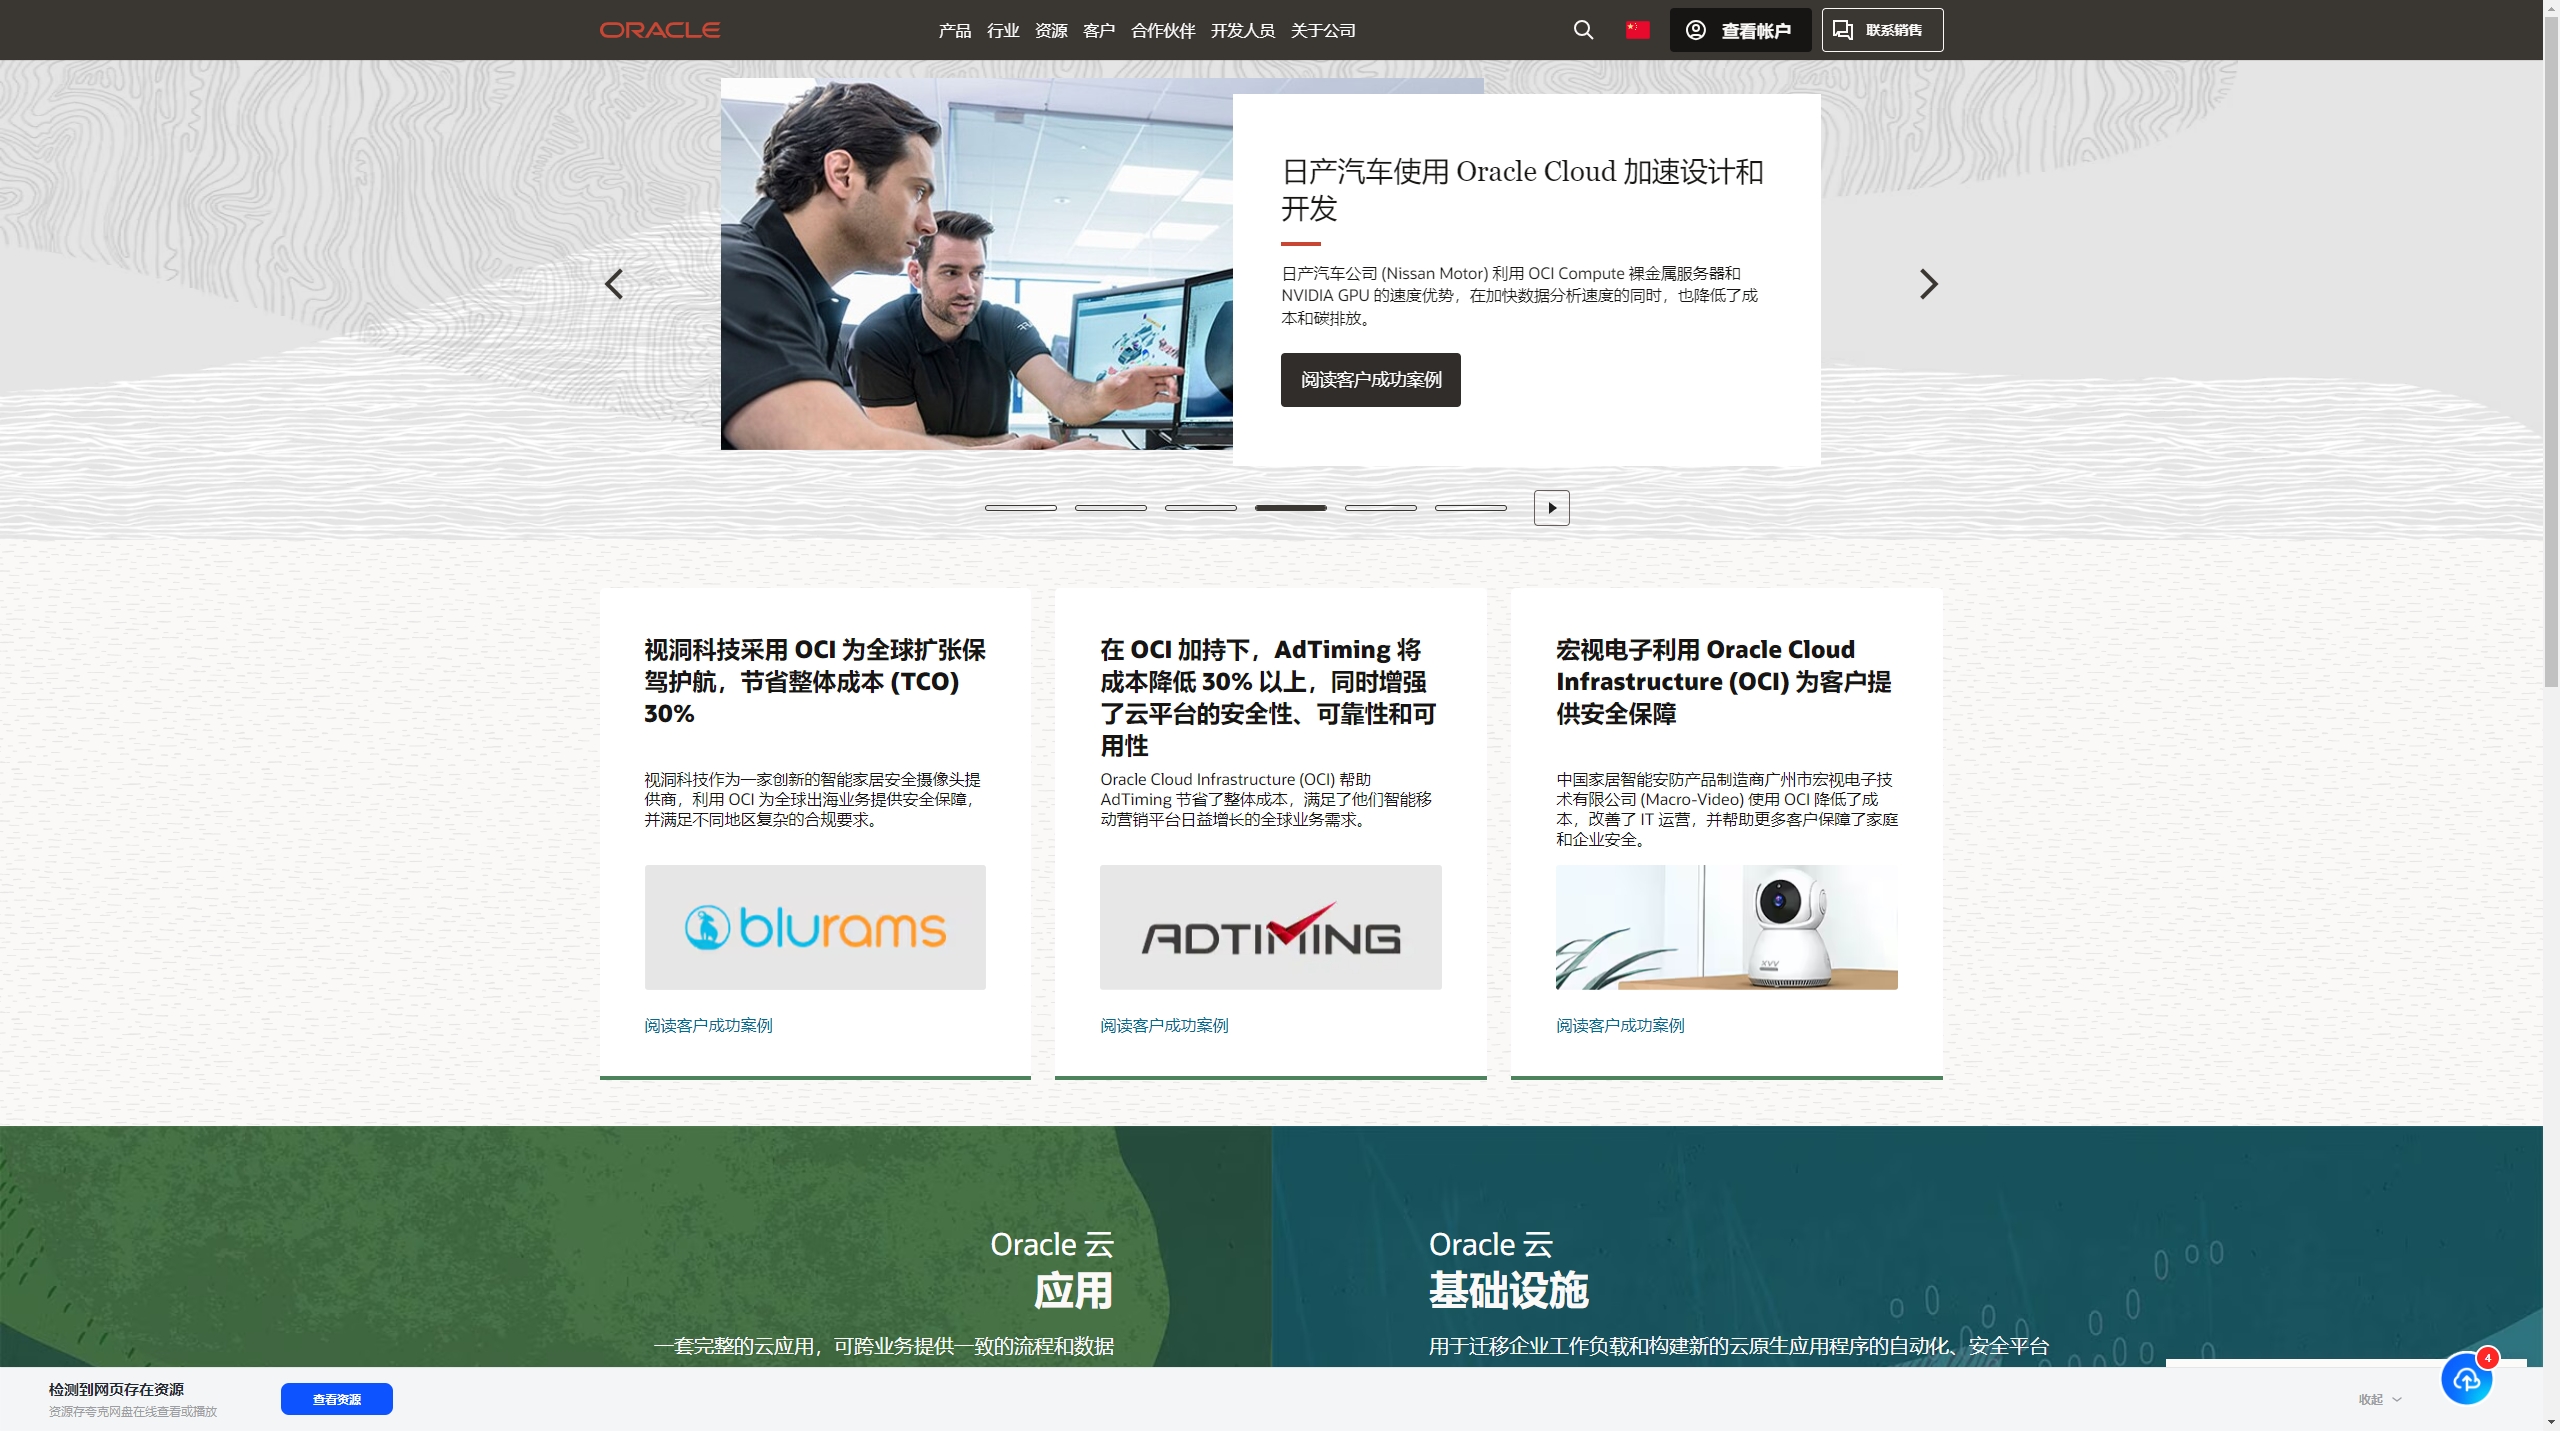 ORACLE
产品 行业 资源 客户 合作伙伴 开发人员 关于公司
查看帐户
联系销售
日产汽车使用 Oracle Cloud 加速设计和
开发
日产汽车公司 (Nissan Motor) 利用 OCI Compute 裸金属服务器和
NVIDIA GPU 的速度优势，在加快数据分析速度的同时，也降低了成
本和碳排放。
阅读客户成功案例
视洞科技采用 OCI 为全球扩张保
驾护航，节省整体成本 (TCO)
30%
视洞科技作为一家创新的智能家居安全摄像头提
供商，利用 OCI 为全球出海业务提供安全保障，
并满足不同地区复杂的合规要求。
blurams
阅读客户成功案例
在 OCI 加持下，AdTiming 将
成本降低 30% 以上，同时增强
了云平台的安全性、可靠性和可
用性
Oracle Cloud Infrastructure (OCI) 帮助
AdTiming 节省了整体成本，满足了他们智能移
动营销平台日益增长的全球业务需求。
ADTIMING
阅读客户成功案例
宏视电子利用 Oracle Cloud
Infrastructure (OCI) 为客户提
供安全保障
中国家居智能安防产品制造商广州市宏视电子技
术有限公司 (Macro-Video) 使用 OCI 降低了成
本，改善了 IT 运营，并帮助更多客户保障了家庭
和企业安全。
XVV
阅读客户成功案例
Oracle 云
应用
一套完整的云应用，可跨业务提供一致的流程和数据
Oracle 云
基础设施
用于迁移企业工作负载和构建新的云原生应用程序的自动化、安全平台
检测到网页存在资源
资源存夸克网盘在线查看或播放
查看资源
收起
4